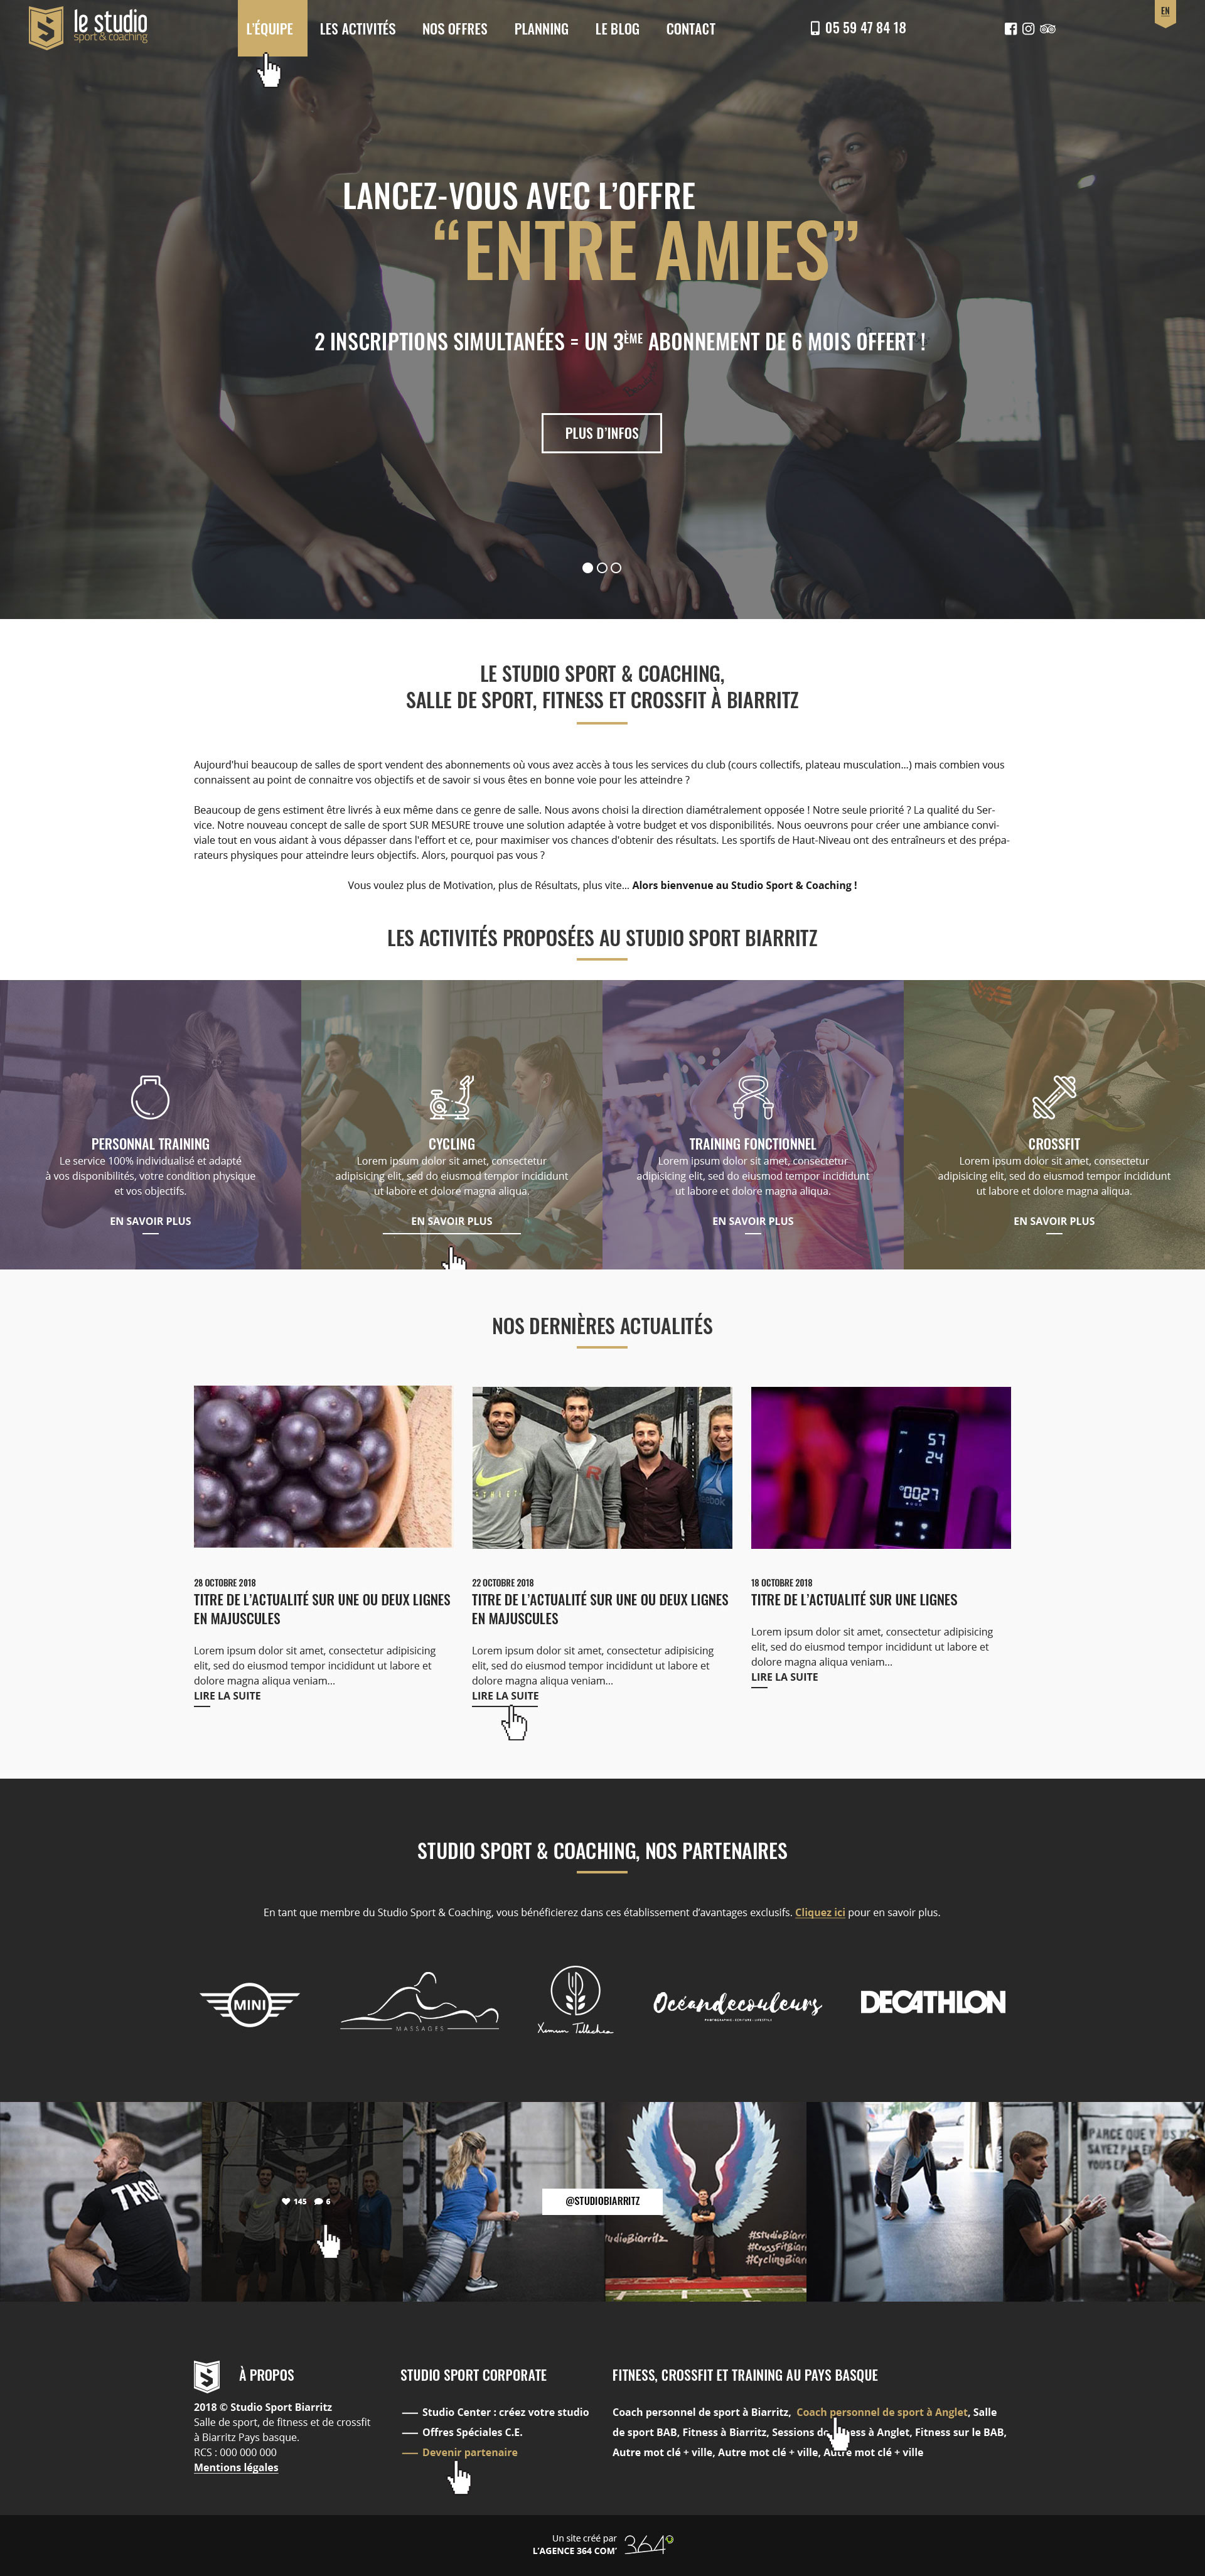 le studio
sport & coaching
L'ÉQUIPE
LES ACTIVITÉS
NOS OFFRES
PLANNING
LE BLOG
CONTACT
05 59 47 84 18
EN
LANCEZ-VOUS AVEC L'OFFRE
“ENTRE AMIES”
2 INSCRIPTIONS SIMULTANÉES = UN 3ÈME ABONNEMENT DE 6 MOIS OFFERT !
PLUS D'INFOS
LE STUDIO SPORT & COACHING,
SALLE DE SPORT, FITNESS ET CROSSFIT À BIARRITZ
Aujourd'hui beaucoup de salles de sport vendent des abonnements où vous avez accès à tous les services du club (cours collectifs, plateau musculation...) mais combien vous
connaissent au point de connaitre vos objectifs et de savoir si vous êtes en bonne voie pour les atteindre ?
Beaucoup de gens estiment être livrés à eux même dans ce genre de salle. Nous avons choisi la direction diamétralement opposée ! Notre seule priorité ? La qualité du Ser-
vice. Notre nouveau concept de salle de sport SUR MESURE trouve une solution adaptée à votre budget et vos disponibilités. Nous oeuvrons pour créer une ambiance convi-
viale tout en vous aidant à vous dépasser dans l'effort et ce, pour maximiser vos chances d'obtenir des résultats. Les sportifs de Haut-Niveau ont des entraîneurs et des prépa-
rateurs physiques pour atteindre leurs objectifs. Alors, pourquoi pas vous ?
Vous voulez plus de Motivation, plus de Résultats, plus vite... Alors bienvenue au Studio Sport & Coaching !
LES ACTIVITÉS PROPOSÉES AU STUDIO SPORT BIARRITZ
PERSONNAL TRAINING
Le service 100% individualisé et adapté
à vos disponibilités, votre condition physique
et vos objectifs.
EN SAVOIR PLUS
CYCLING
Lorem ipsum dolor sit amet, consectetur
adipisicing elit, sed do eiusmod tempor incididunt
ut labore et dolore magna aliqua.
EN SAVOIR PLUS
TRAINING FONCTIONNEL
Lorem ipsum dolor sit amet, consectetur
adipisicing elit, sed do eiusmod tempor incididunt
ut labore et dolore magna aliqua.
EN SAVOIR PLUS
CROSSFIT
Lorem ipsum dolor sit amet, consectetur
adipisicing elit, sed do eiusmod tempor incididunt
ut labore et dolore magna aliqua.
EN SAVOIR PLUS
NOS DERNIÈRES ACTUALITÉS
Reebok
57
24
00:27
28 OCTOBRE 2018
TITRE DE L'ACTUALITÉ SUR UNE OU DEUX LIGNES
EN MAJUSCULES
Lorem ipsum dolor sit amet, consectetur adipisicing
elit, sed do eiusmod tempor incididunt ut labore et
dolore magna aliqua veniam...
LIRE LA SUITE
22 OCTOBRE 2018
TITRE DE L'ACTUALITÉ SUR UNE OU DEUX LIGNES
EN MAJUSCULES
Lorem ipsum dolor sit amet, consectetur adipisicing
elit, sed do eiusmod tempor incididunt ut labore et
dolore magna aliqua veniam...
LIRE LA SUITE
18 OCTOBRE 2018
TITRE DE L'ACTUALITÉ SUR UNE LIGNES
Lorem ipsum dolor sit amet, consectetur adipisicing
elit, sed do eiusmod tempor incididunt ut labore et
dolore magna aliqua veniam...
LIRE LA SUITE
STUDIO SPORT & COACHING, NOS PARTENAIRES
En tant que membre du Studio Sport & Coaching, vous bénéficierez dans ces établissement d'avantages exclusifs. Cliquez ici pour en savoir plus.
MINI
MASSAGES
Océandecouleurs
DECATHLON
145 6
@STUDIOBIARRITZ
À PROPOS
2018 © Studio Sport Biarritz
Salle de sport, de fitness et de crossfit
à Biarritz Pays basque.
RCS : 000 000 000
Mentions légales
STUDIO SPORT CORPORATE
Studio Center : créez votre studio
Offres Spéciales C.E.
Devenir partenaire
FITNESS, CROSSFIT ET TRAINING AU PAYS BASQUE
Coach personnel de sport à Biarritz, Coach personnel de sport à Anglet, Salle
de sport BAB, Fitness à Biarritz, Sessions à Anglet, Fitness sur le BAB,
Autre mot clé + ville, Autre mot clé + ville, Autre mot clé + ville
Un site créé par
L'AGENCE 364 COM'
364